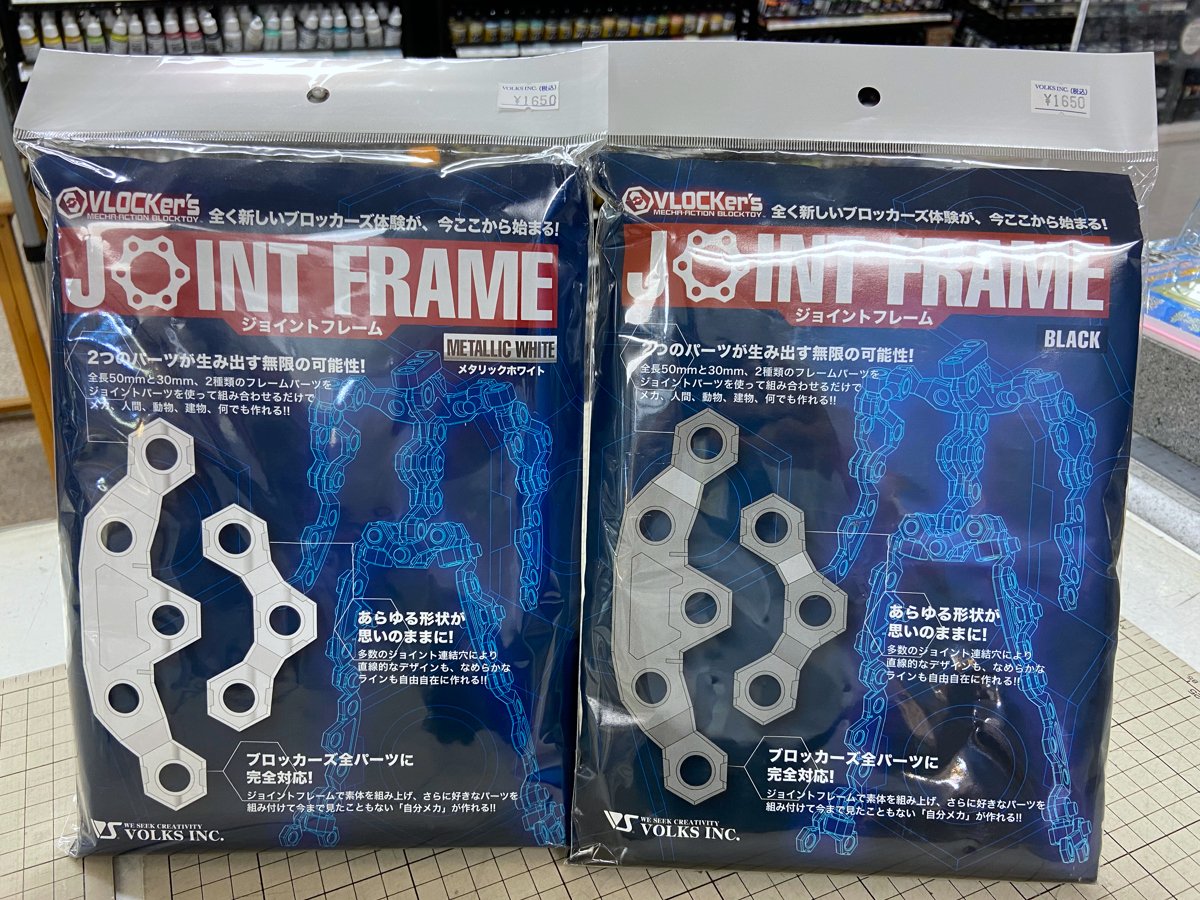 VOLKS INC. (税込)
¥1650
VLOCKer's
MECHA-ACTION BLOCKTOY
全く新しいブロッカーズ体験が、今ここから始まる!
JOINT FRAME
ジョイントフレーム
METALLIC WHITE
メタリックホワイト
2つのパーツが生み出す無限の可能性!
全長50mmと30mm、2種類のフレームパーツを
ジョイントパーツを使って組み合わせるだけで
メカ、人間、動物、建物、何でも作れる!!
あらゆる形状が
思いのままに!
多数のジョイント連結穴により
直線的なデザインも、なめらかな
ラインも自由自在に作れる!!
ブロッカーズ全パーツに
完全対応!
ジョイントフレームで素体を組み上げ、さらに好きなパーツを
組み付けて今まで見たこともない「自分メカ」が作れる!!
WE SEEK CREATIVITY
VOLKS INC.
VOLKS INC. (税込)
¥1650
VLOCKer's
MECHA-ACTION BLOCKTOY
全く新しいブロッカーズ体験が、今ここから始まる!
JOINT FRAME
ジョイントフレーム
BLACK
2つのパーツが生み出す無限の可能性!
全長50mmと30mm、2種類のフレームパーツを
ジョイントパーツを使って組み合わせるだけで
メカ、人間、動物、建物、何でも作れる!!
あらゆる形状が
思いのままに!
多数のジョイント連結穴により
直線的なデザインも、なめらかな
ラインも自由自在に作れる!!
ブロッカーズ全パーツに
完全対応!
ジョイントフレームで素体を組み上げ、さらに好きなパーツを
組み付けて今まで見たこともない「自分メカ」が作れる!!
WE SEEK CREATIVITY
VOLKS INC.